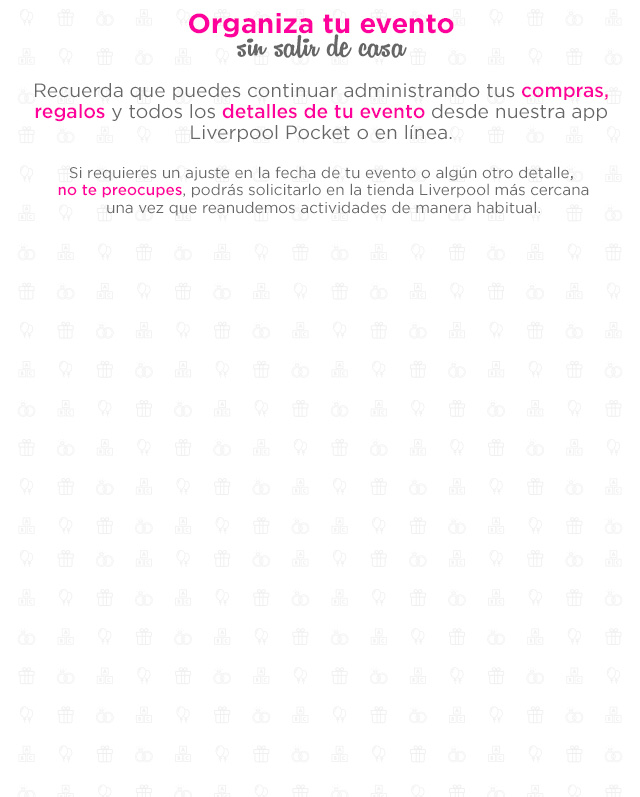 Organiza tu evento
sin salir de casa
Recuerda que puedes continuar administrando tus compras,
regalos y todos los detalles de tu evento desde nuestra app
Liverpool Pocket o en línea.
Si requieres un ajuste en la fecha de tu evento o algún otro detalle,
no te preocupes, podrás solicitarlo en la tienda Liverpool más cercana
una vez que reanudemos actividades de manera habitual.